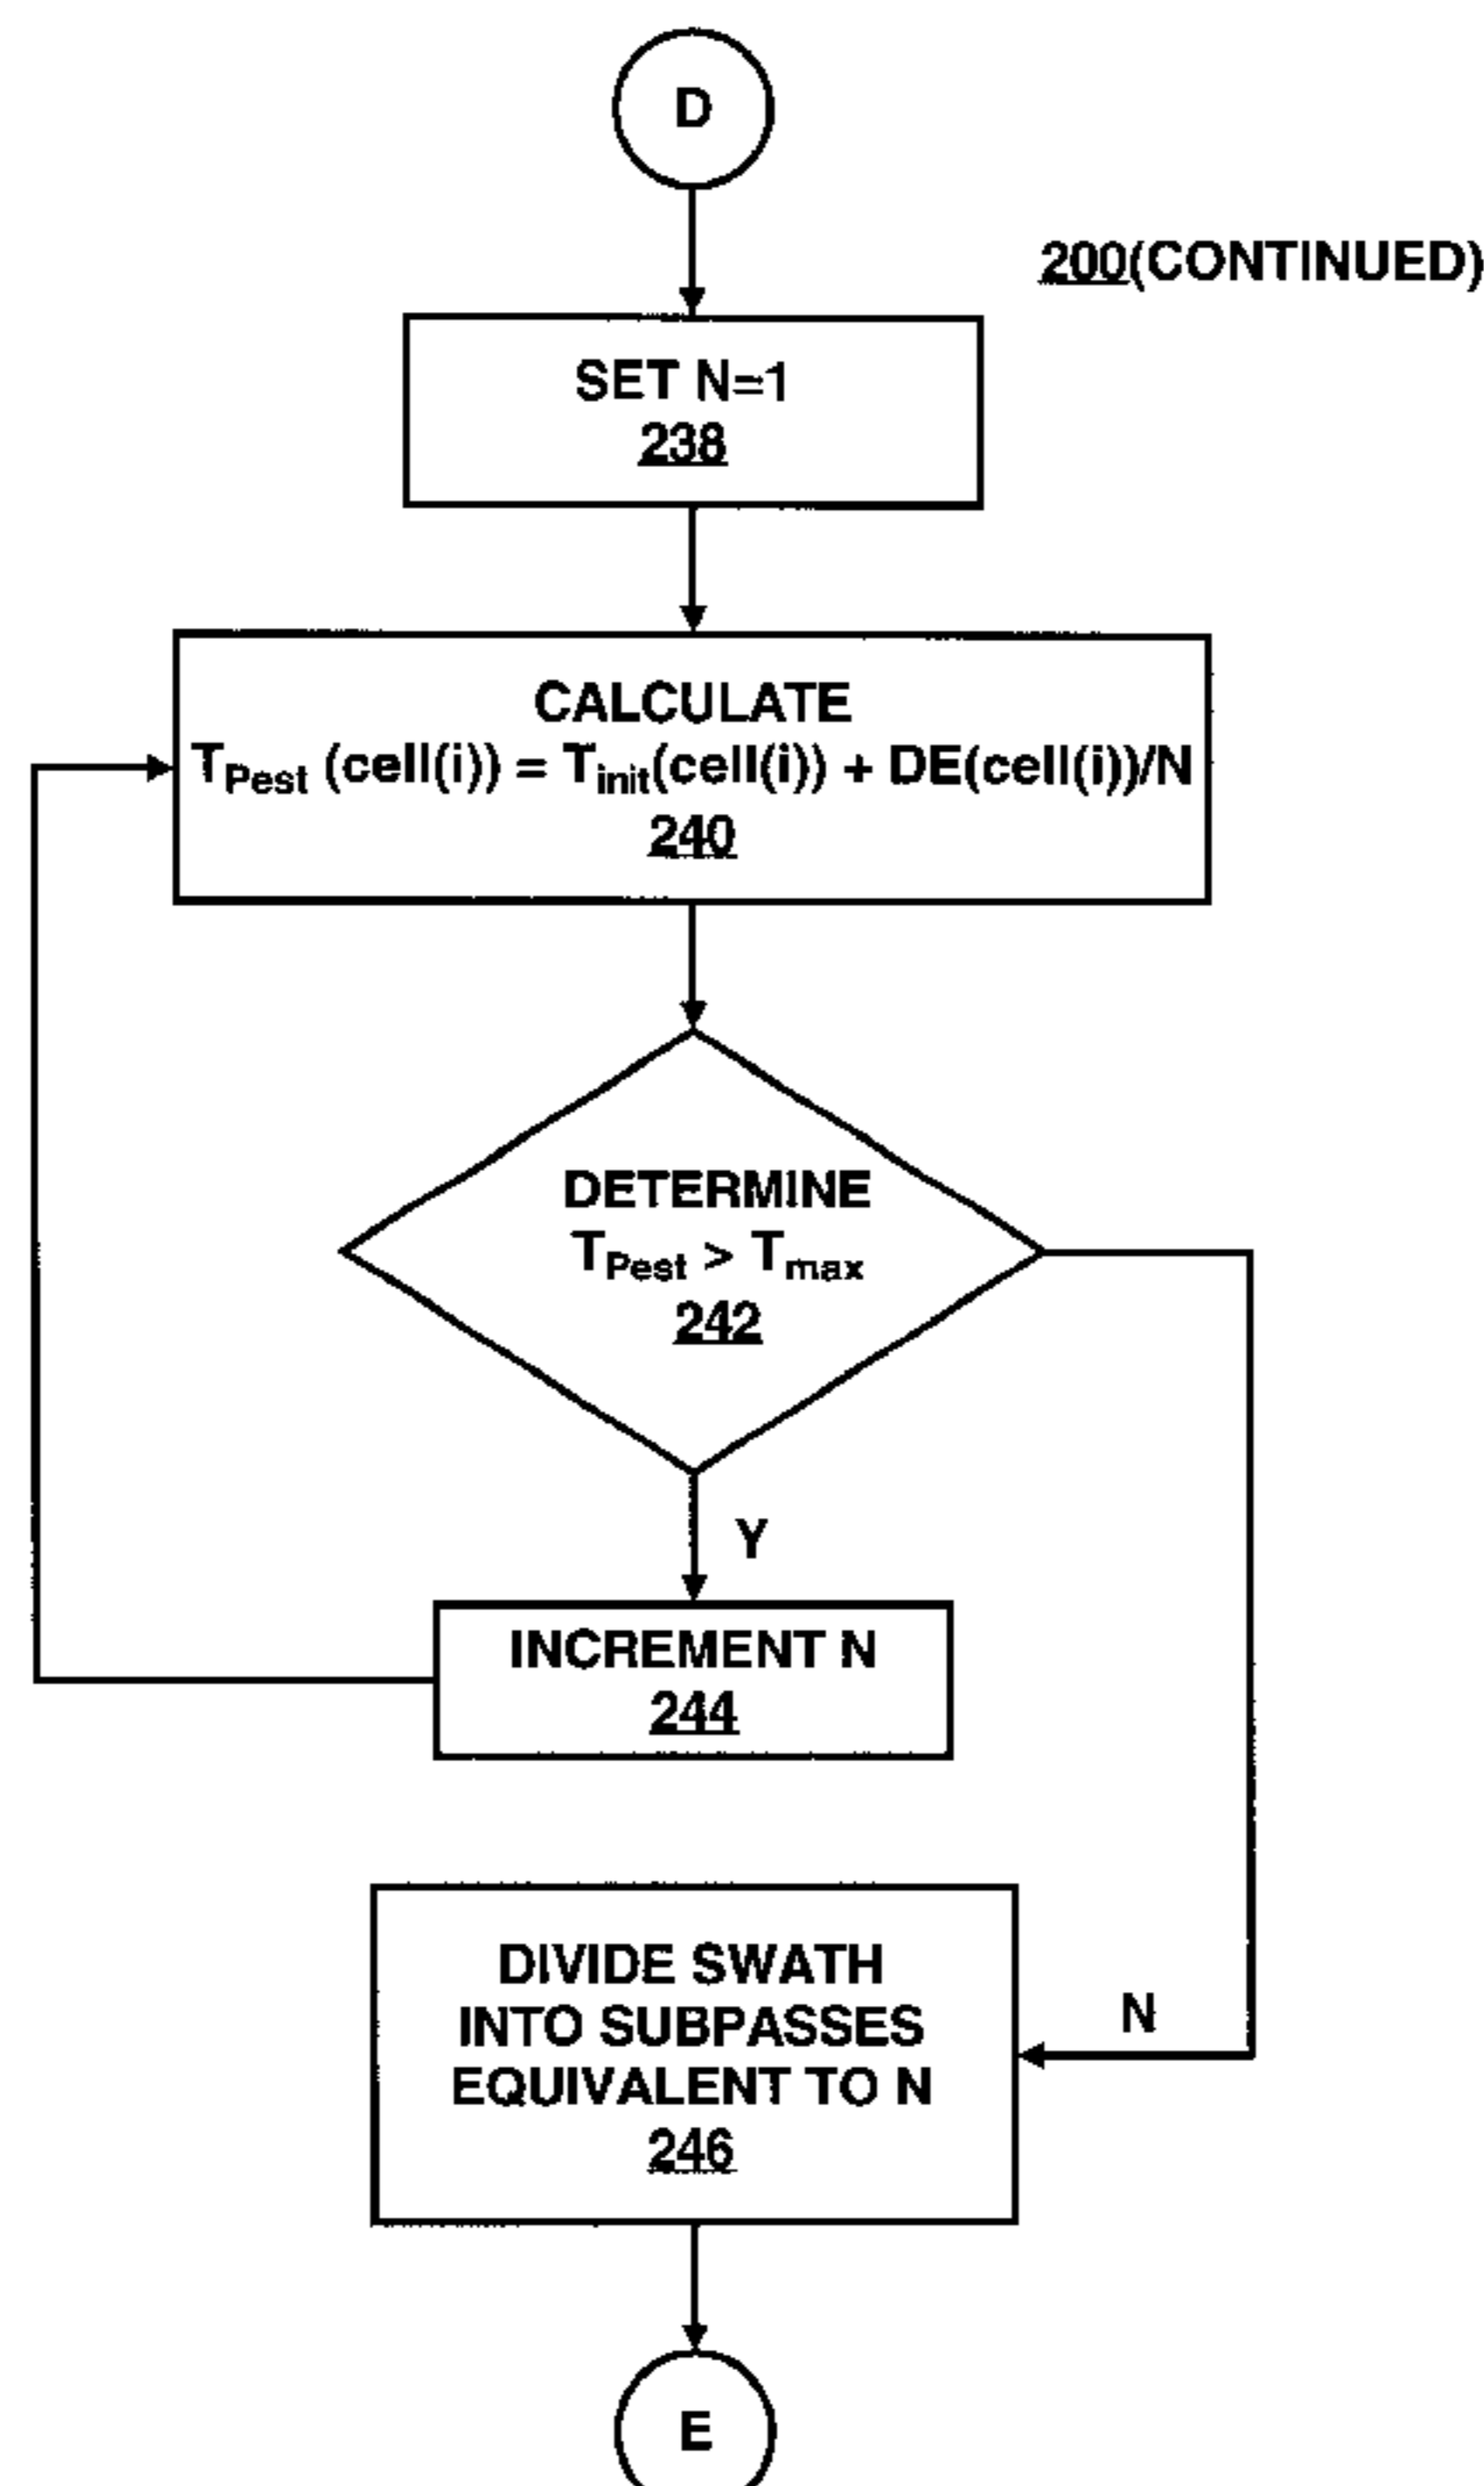 D
200(CONTINUED)
SET N=1
238
CALCULATE
TPest (cell(i)) = Tinit(cell(i)) + DE(cell(i))/N
240
DETERMINE
TPest > Tmax
242
Y
INCREMENT N
244
DIVIDE SWATH
INTO SUBPASSES
EQUIVALENT TO N
246
N
E